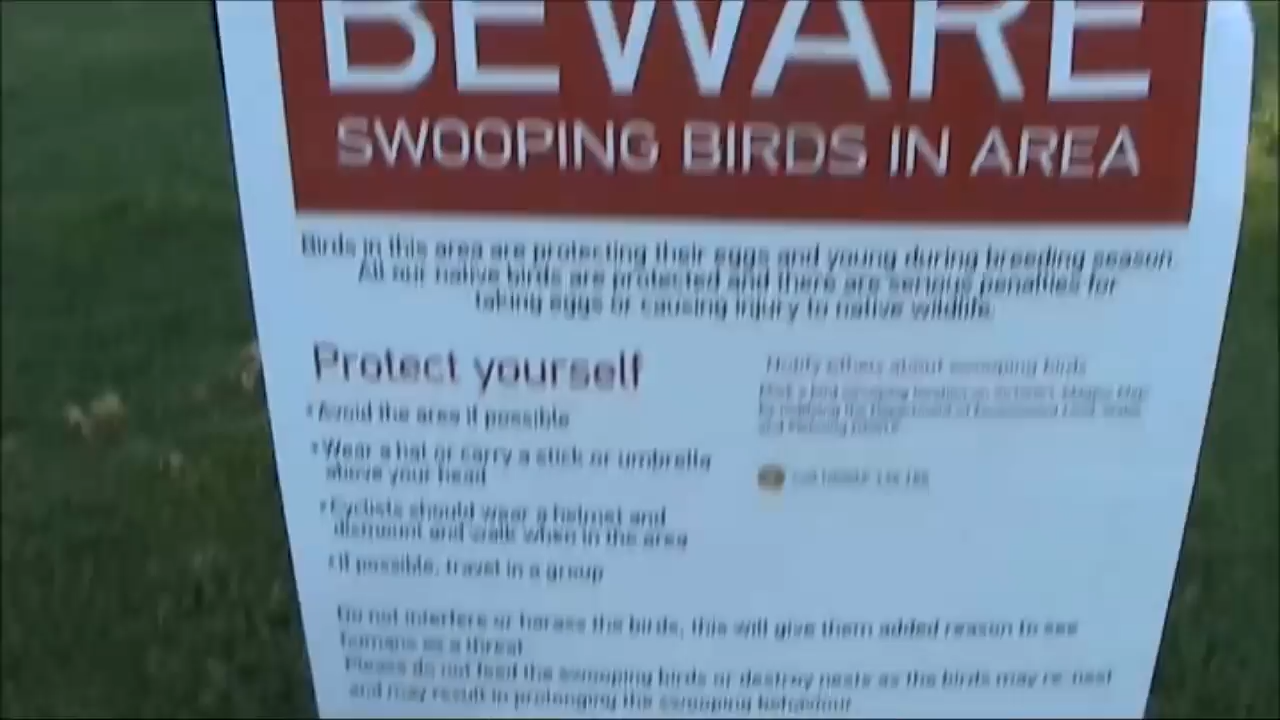 BEWARE
SWOOPING BIRDS IN AREA
Birds in this area are protecting their eggs and young during breeding season.
All our native birds are protected and there are serious penalties for
taking eggs or causing injury to native wildlife.
Protect yourself
• Avoid the area if possible
• Wear a hat or carry a stick or umbrella
above your head
• Cyclists should wear a helmet and
dismount and walk when in the area
• If possible, travel in a group
Notify others about swooping birds
Do not interfere or harass the birds, this will give them added reason to see
humans as a threat
Please do not feed the swooping birds or destroy nests as the birds may re-nest
and may result in prolonging the swooping behaviour